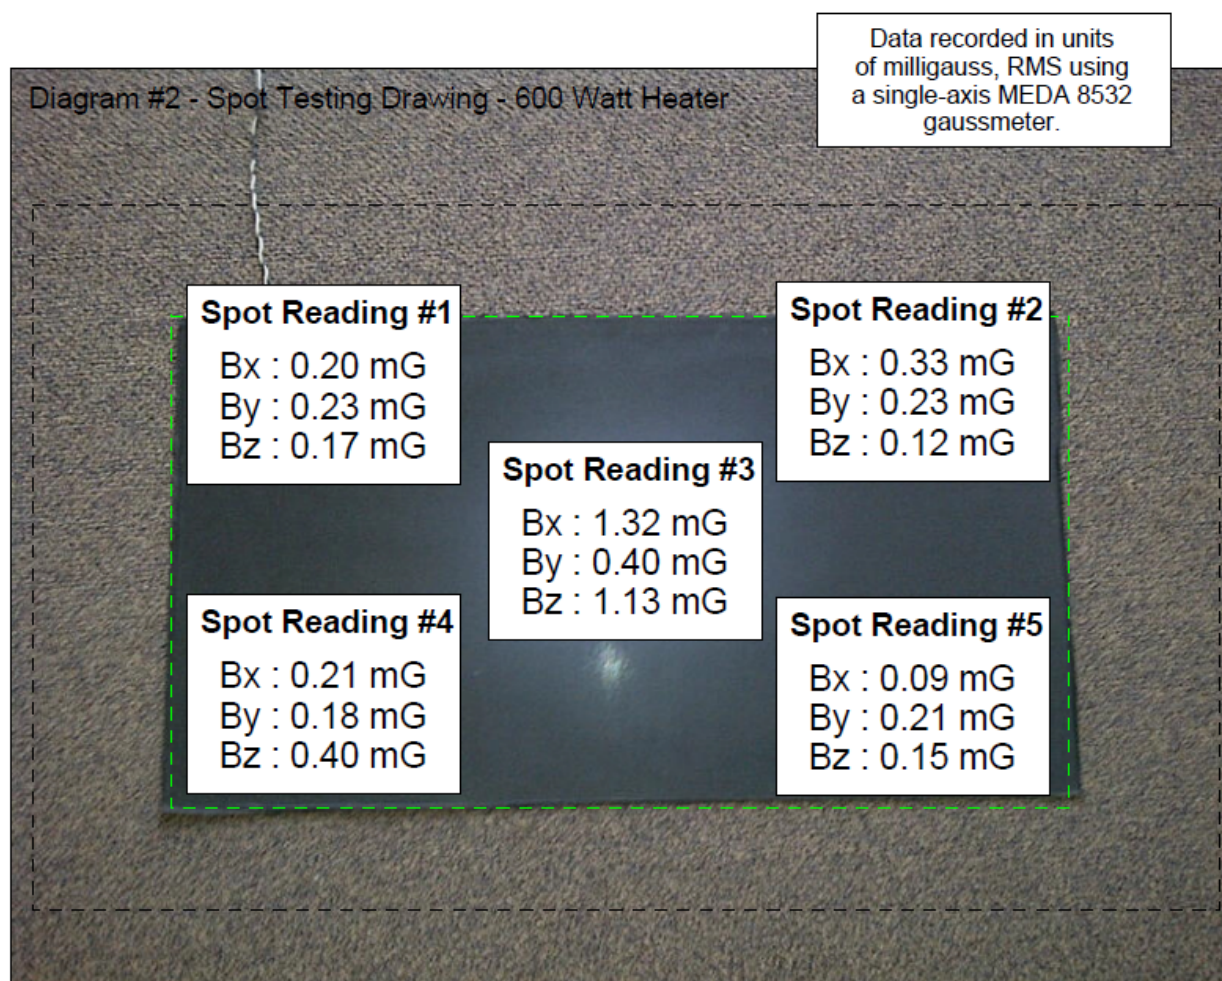 Data recorded in units
of milligauss, RMS using
a single-axis MEDA 8532
gaussmeter.
Diagram #2 - Spot Testing Drawing - 600 Watt Heater
Spot Reading #1
Bx : 0.20 mG
By : 0.23 mG
Bz : 0.17 mG
Spot Reading #2
Bx : 0.33 mG
By : 0.23 mG
Bz : 0.12 mG
Spot Reading #3
Bx : 1.32 mG
By : 0.40 mG
Bz : 1.13 mG
Spot Reading #4
Bx : 0.21 mG
By : 0.18 mG
Bz : 0.40 mG
Spot Reading #5
Bx : 0.09 mG
By : 0.21 mG
Bz : 0.15 mG